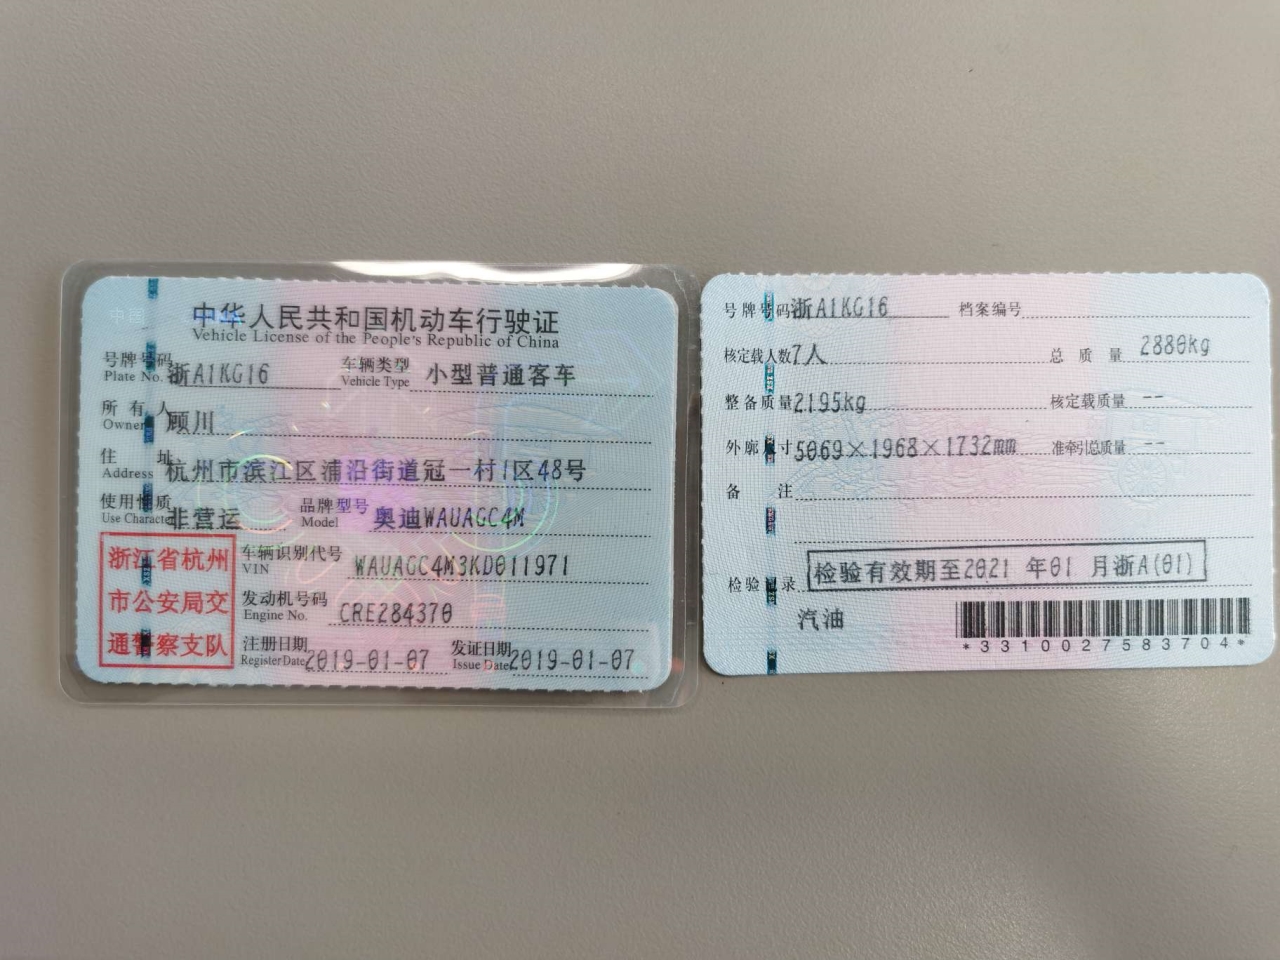 中华人民共和国机动车行驶证
Vehicle License of the People's Republic of China
号牌号码 浙A1KG16 车辆类型 小型普通客车
Plate No. Vehicle Type
所有人 顾川
Owner
住址 杭州市滨江区浦沿街道冠一村1区48号
Address
使用性质 非营运 品牌型号 奥迪WAUAGC4M
Use Character Model
浙江省杭州
市公安局交
通警察支队
车辆识别代号 WAUAGC4M3KD011971
VIN
发动机号码 CRE284370
Engine No.
注册日期 2019-01-07 发证日期 2019-01-07
Register Date Issue Date
号牌号码 浙A1KG16 档案编号
核定载人数 7人 总质量 2880kg
整备质量 2195kg 核定载质量 --
外廓尺寸 5069×1968×1732mm 准牵引总质量 --
备注
检验记录 检验有效期至2021 年01 月浙A(01)
汽油
*3310027583704*